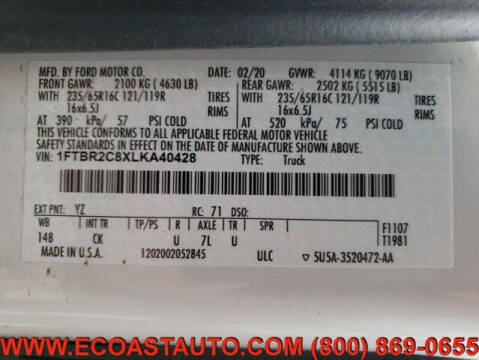 MFD. BY FORD MOTOR CO. DATE: 02/20 GVWR: 4114 KG (9070 LB)
FRONT GAWR: 2100 KG (4630 LB) REAR GAWR: 2502 KG (5515 LB)
WITH 235/65R16C 121/119R TIRES WITH 235/65R16C 121/119R TIRES
16x6.5J RIMS 16x6.5J RIMS
AT 390 kPa/ 57 PSI COLD AT 520 kPa/ 75 PSI COLD
THIS VEHICLE CONFORMS TO ALL APPLICABLE FEDERAL MOTOR VEHICLE
SAFETY STANDARDS IN EFFECT ON THE DATE OF MANUFACTURE SHOWN ABOVE.
VIN: 1FTBR2C8XLKA40428 TYPE: Truck
EXT PNT: YZ RC: 71 DSO:
WB INT TR TP/PS R AXLE TR SPR F1107
148 CK U 7L U T1981
MADE IN U.S.A. 1202002052845 ULC ▽ 5U5A-3520472-AA
WWW.ECOASTAUTO.COM (800) 869-0655